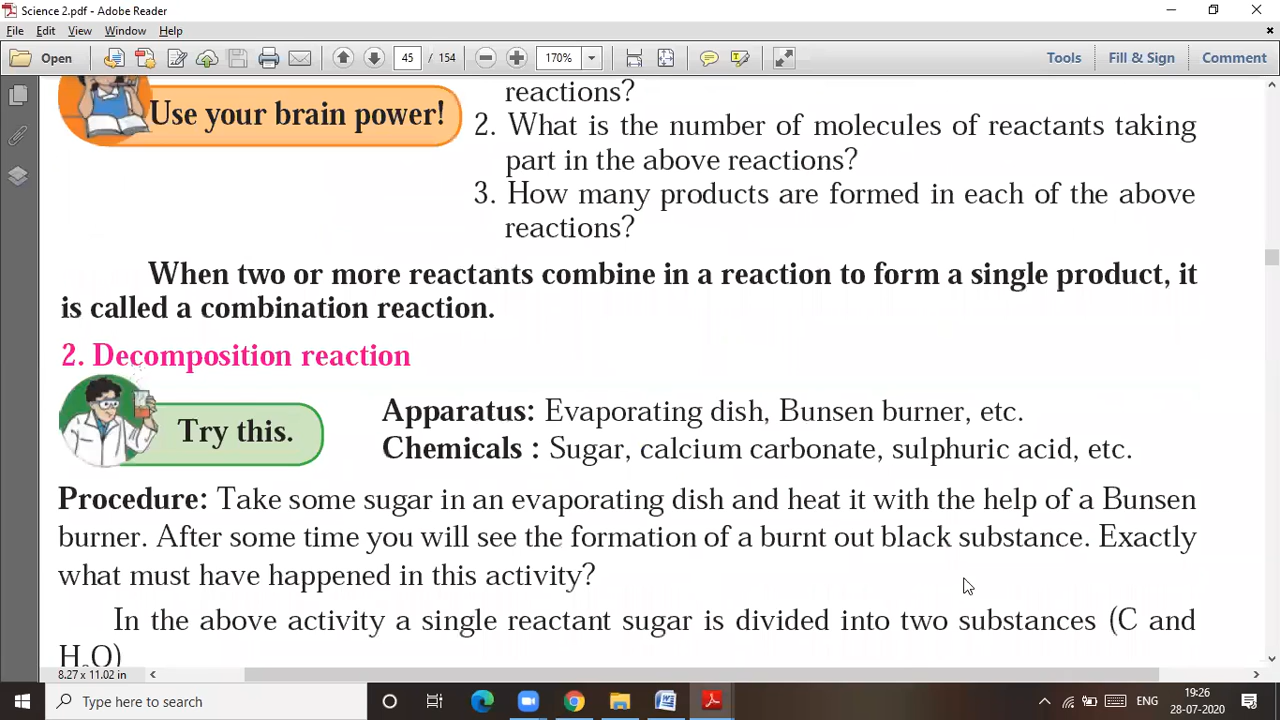 Science 2.pdf - Adobe Reader
File Edit View Window Help
Open 45 / 154 170% Tools Fill & Sign Comment
reactions?
Use your brain power!
2. What is the number of molecules of reactants taking
part in the above reactions?
3. How many products are formed in each of the above
reactions?
When two or more reactants combine in a reaction to form a single product, it
is called a combination reaction.
2. Decomposition reaction
Try this.
Apparatus: Evaporating dish, Bunsen burner, etc.
Chemicals : Sugar, calcium carbonate, sulphuric acid, etc.
Procedure: Take some sugar in an evaporating dish and heat it with the help of a Bunsen
burner. After some time you will see the formation of a burnt out black substance. Exactly
what must have happened in this activity?
In the above activity a single reactant sugar is divided into two substances (C and
H₂O)
8.27 x 11.02 in
Type here to search
ENG
19:26
28-07-2020